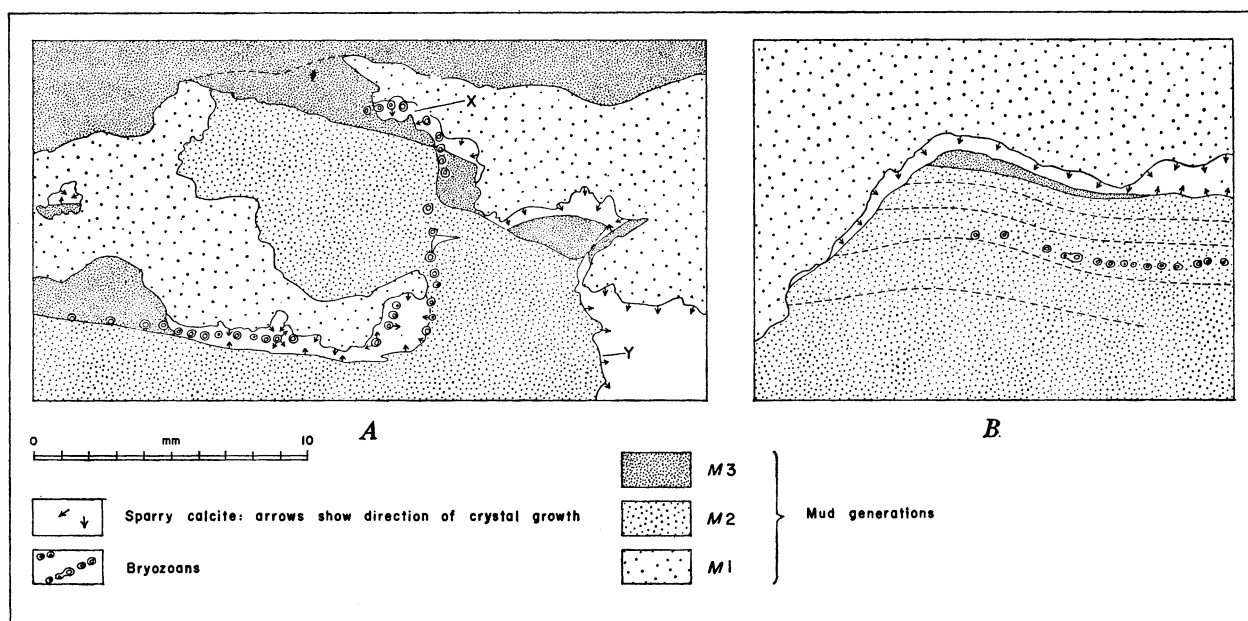 X
Y
A
B.
0 mm 10
Sparry calcite: arrows show direction of crystal growth
Bryozoans
M3
M2
M1
Mud generations